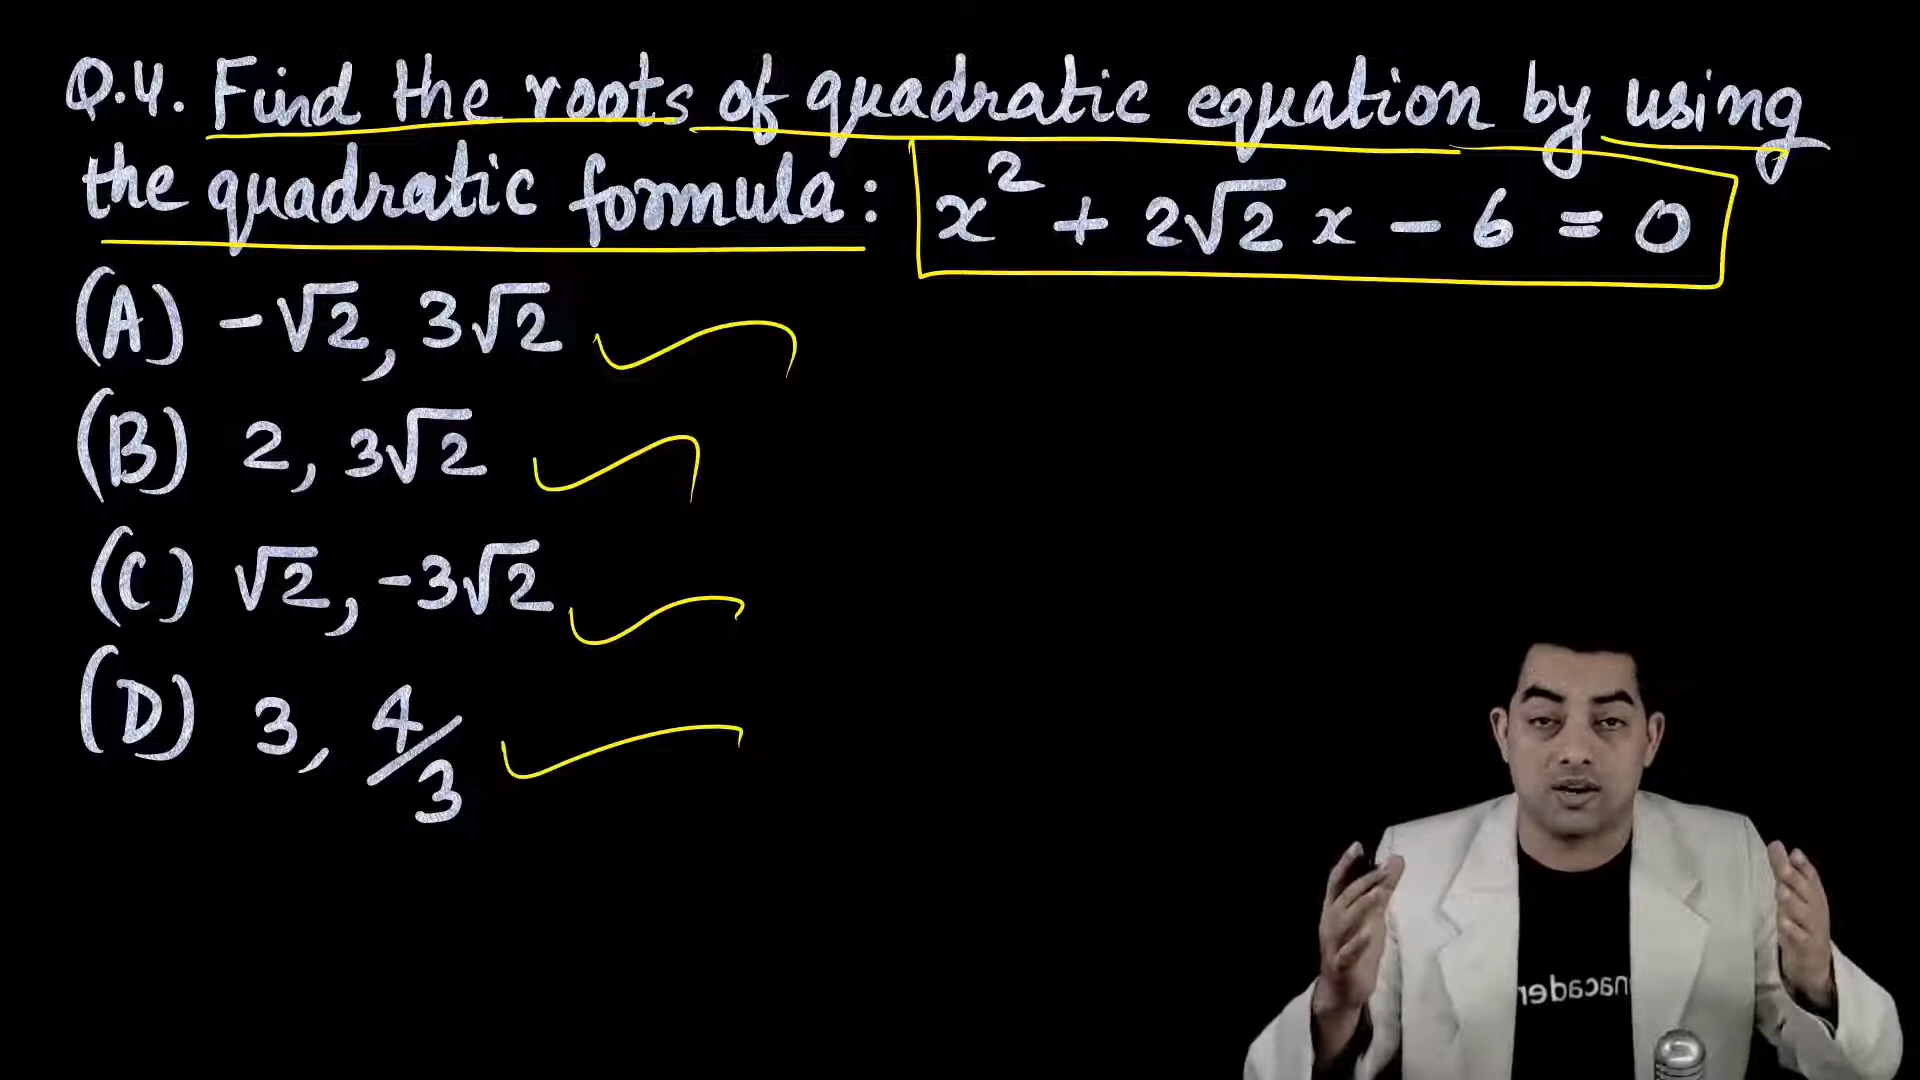 Q.4. Find the roots of quadratic equation by using
the quadratic formula: x² + 2√2 x - 6 = 0
(A) -√2, 3√2
(B) 2, 3√2
(C) √2, -3√2
(D) 3, 4/3
nacader